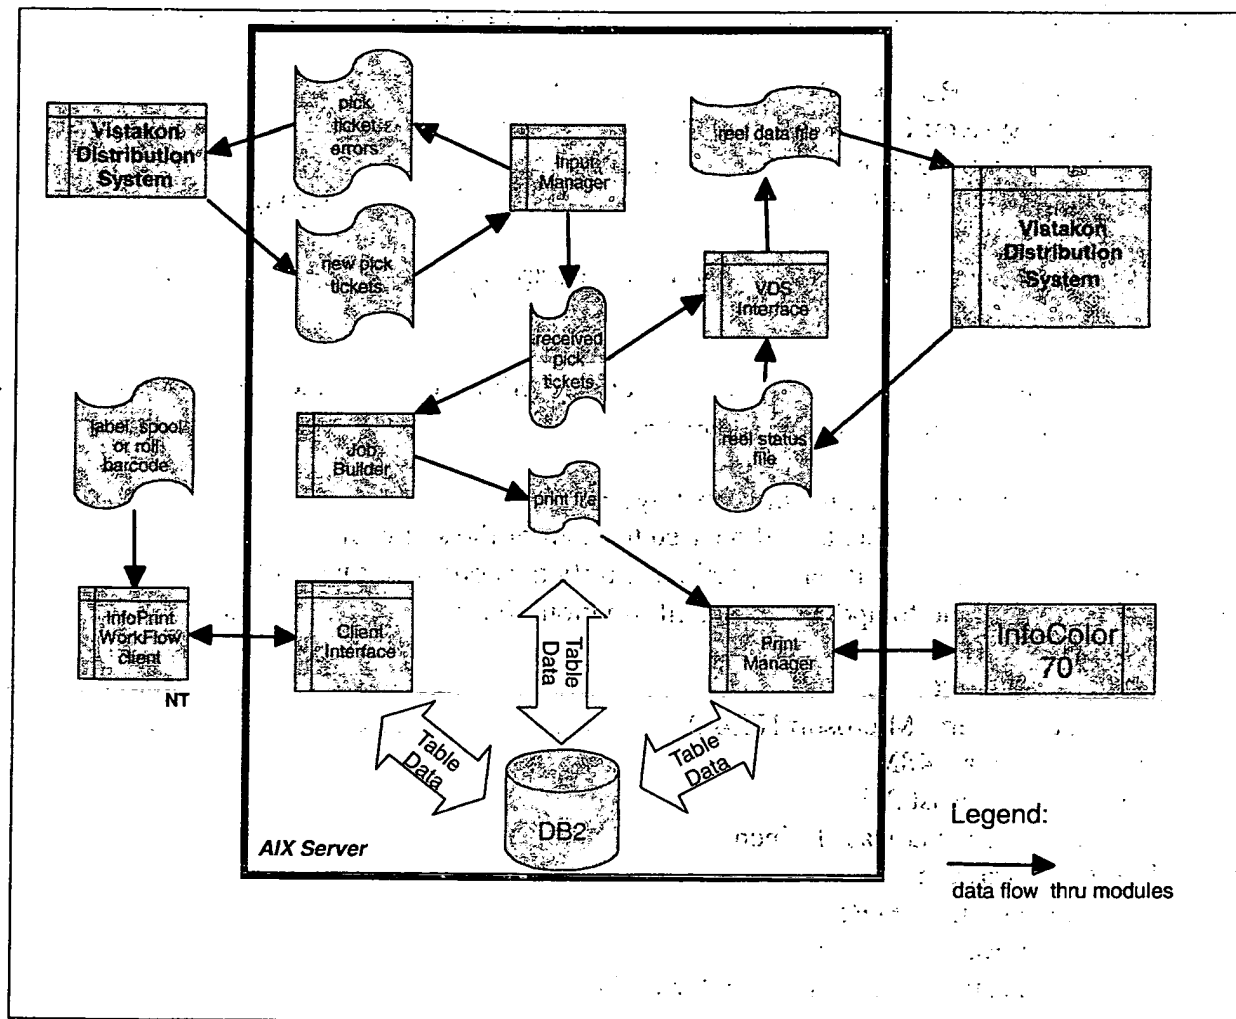 pick
ticket
errors
Vistakon
Distribution
System
Input
Manager
reel data file
Vistakon
Distribution
System
new pick
tickets
VDS
Interface
received
pick
tickets
label, spool
or roll
barcode
Job
Builder
reel status
file
print file
InfoPrint
WorkFlow
client
NT
Client
Interface
Table
Data
Print
Manager
InfoColor
70
Table
Data
Table
Data
DB2
AIX Server
Legend:
data flow thru modules